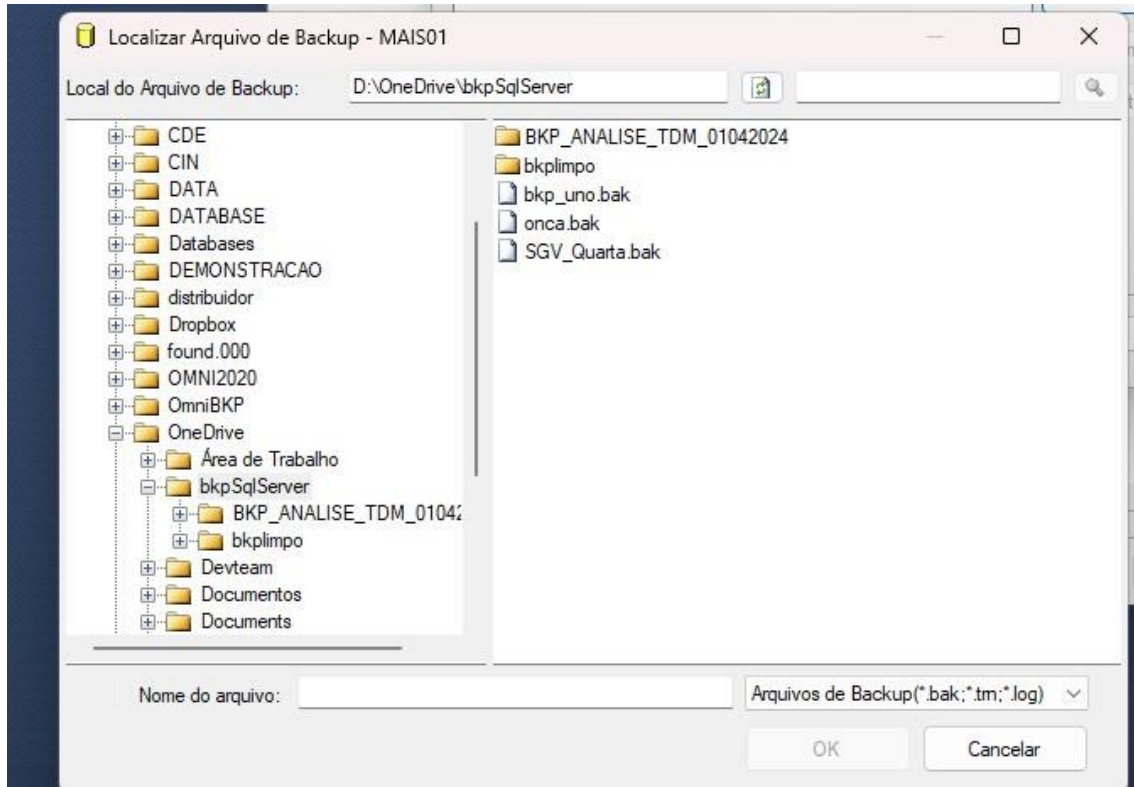 Localizar Arquivo de Backup - MAIS01
Local do Arquivo de Backup: D:\OneDrive\bkpSqlServer
CDE
CIN
DATA
DATABASE
Databases
DEMONSTRACAO
distribuidor
Dropbox
found.000
OMNI2020
OmniBKP
OneDrive
Área de Trabalho
bkpSqlServer
BKP_ANALISE_TDM_01042
bkplimpo
Devteam
Documentos
Documents
BKP_ANALISE_TDM_01042024
bkplimpo
bkp_uno.bak
onca.bak
SGV_Quarta.bak
Nome do arquivo:
Arquivos de Backup(*.bak;*.trn;*.log)
OK
Cancelar